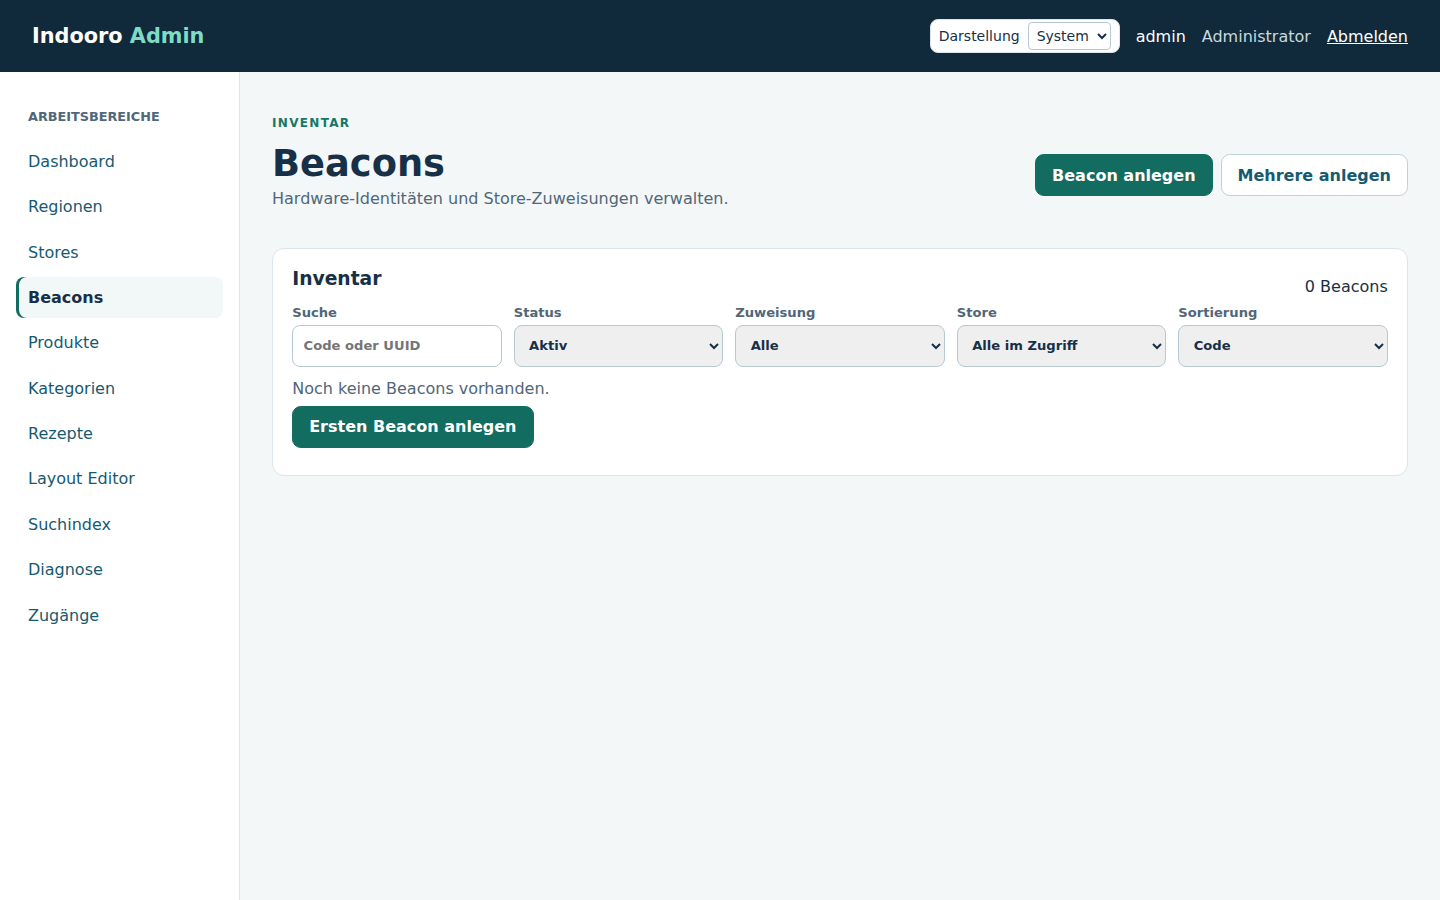 Indooro Admin
Darstellung System admin Administrator Abmelden
ARBEITSBEREICHE
Dashboard
Regionen
Stores
Beacons
Produkte
Kategorien
Rezepte
Layout Editor
Suchindex
Diagnose
Zugänge
INVENTAR
Beacons
Hardware-Identitäten und Store-Zuweisungen verwalten.
Beacon anlegen Mehrere anlegen
Inventar
0 Beacons
Suche Status Zuweisung Store Sortierung
Code oder UUID Aktiv Alle Alle im Zugriff Code
Noch keine Beacons vorhanden.
Ersten Beacon anlegen